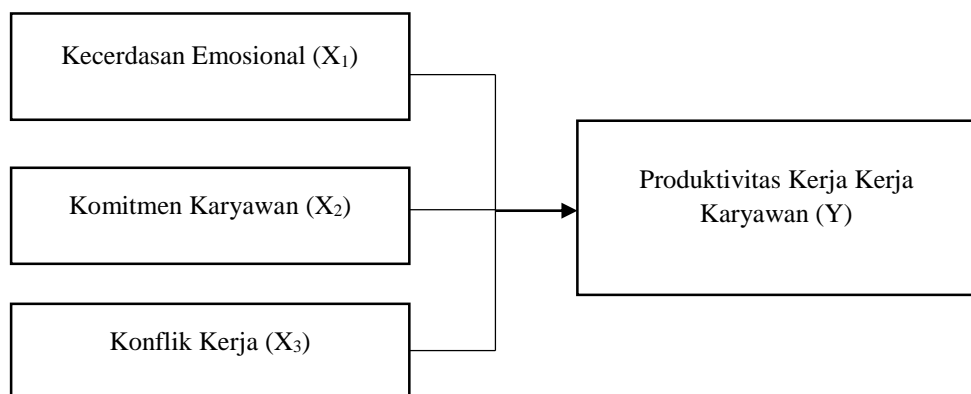 Kecerdasan Emosional (X₁)
Komitmen Karyawan (X₂)
Konflik Kerja (X₃)
Produktivitas Kerja Kerja
Karyawan (Y)